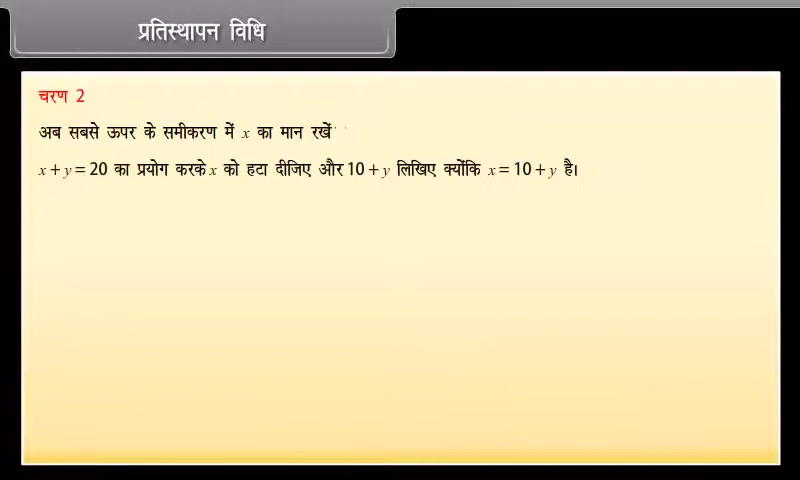 प्रतिस्थापन विधि
चरण 2
अब सबसे ऊपर के समीकरण में x का मान रखें
x + y = 20 का प्रयोग करके x को हटा दीजिए और 10 + y लिखिए क्योंकि x = 10 + y है।